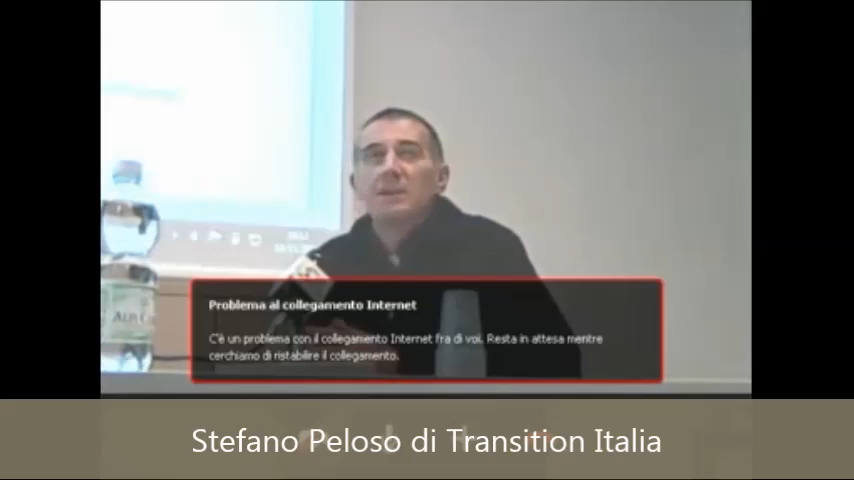 Problema al collegamento Internet
C'è un problema con il collegamento Internet fra di voi. Resta in attesa mentre
cerchiamo di ristabilire il collegamento.
Stefano Peloso di Transition Italia